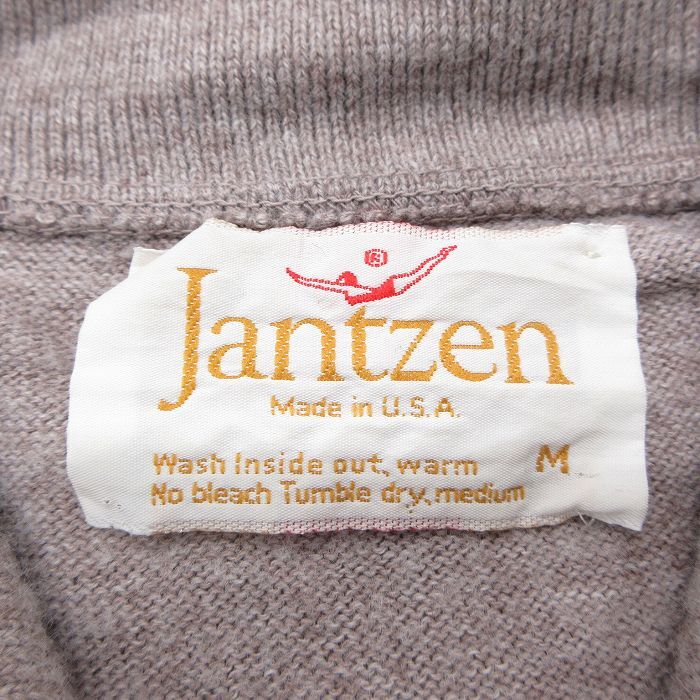 ®
Jantzen
Made in U.S.A.
Wash Inside out, warm M
No bleach Tumble dry, medium